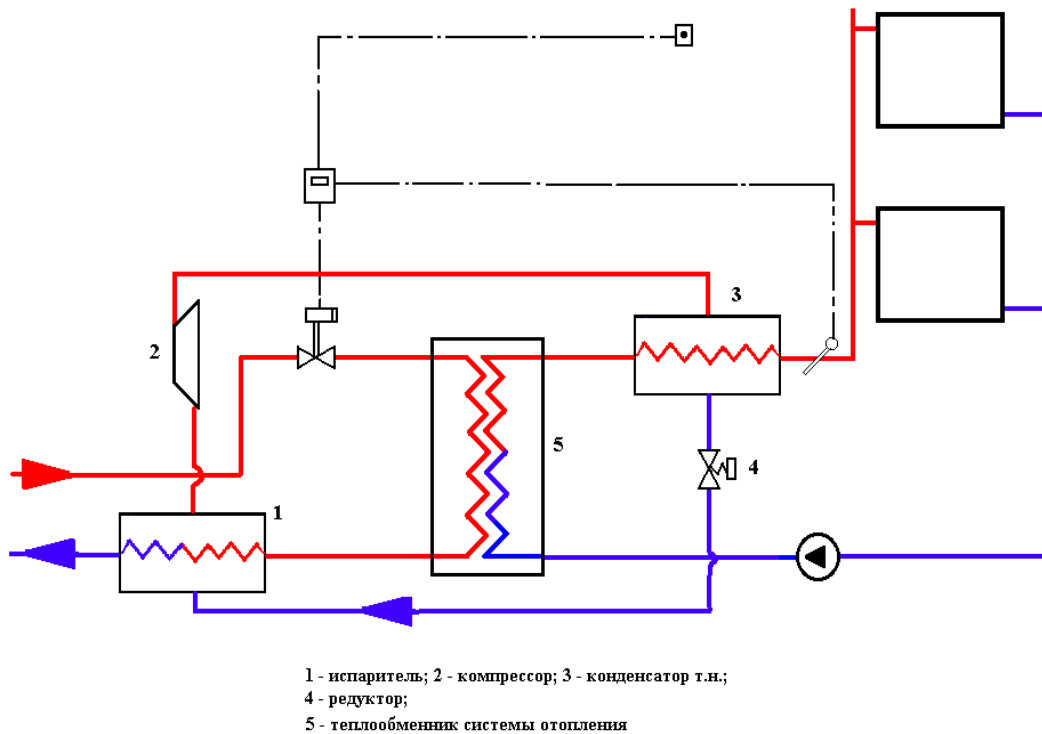 3
2
5
4
1
1 - испаритель; 2 - компрессор; 3 - конденсатор т.н.;
4 - редуктор;
5 - теплообменник системы отопления